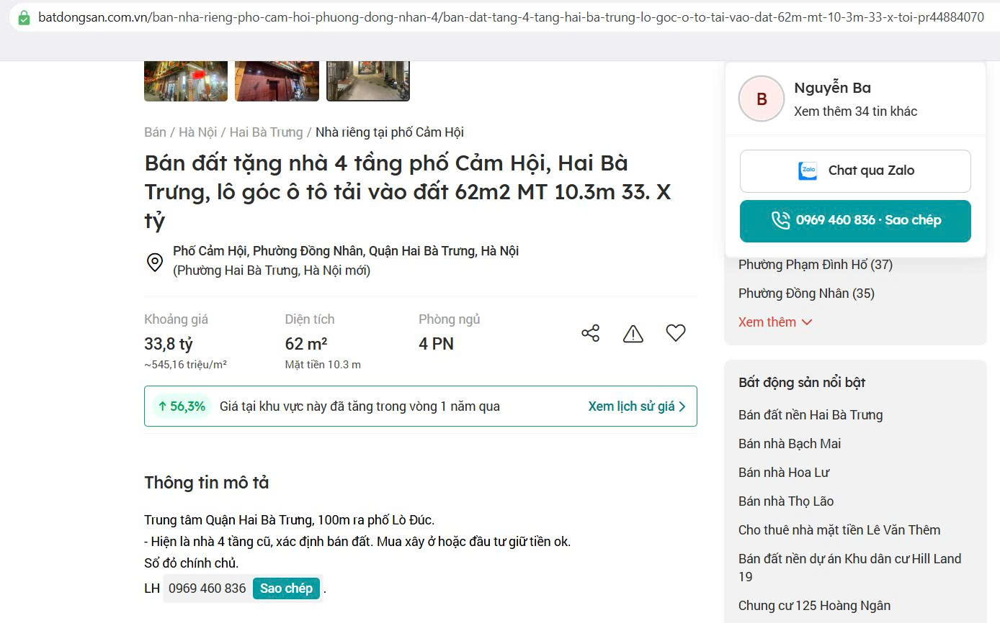 batdongsan.com.vn/ban-nha-rieng-pho-cam-hoi-phuong-dong-nhan-4/ban-dat-tang-4-tang-hai-ba-trung-lo-goc-o-to-tai-vao-dat-62m-mt-10-3m-33-x-toi-pr44884070
Bán / Hà Nội / Hai Bà Trưng / Nhà riêng tại phố Cảm Hội
Bán đất tặng nhà 4 tầng phố Cảm Hội, Hai Bà
Trưng, lô góc ô tô tải vào đất 62m2 MT 10.3m 33. X
tỷ
Phố Cảm Hội, Phường Đồng Nhân, Quận Hai Bà Trưng, Hà Nội
(Phường Hai Bà Trưng, Hà Nội mới)
Khoảng giá
33,8 tỷ
~545,16 triệu/m²
Diện tích
62 m²
Mặt tiền 10.3 m
Phòng ngủ
4 PN
56,3% Giá tại khu vực này đã tăng trong vòng 1 năm qua
Xem lịch sử giá
Thông tin mô tả
Trung tâm Quận Hai Bà Trưng, 100m ra phố Lò Đúc.
- Hiện là nhà 4 tầng cũ, xác định bán đất. Mua xây ở hoặc đầu tư giữ tiền ok.
Sổ đỏ chính chủ.
LH 0969 460 836 Sao chép .
B
Nguyễn Ba
Xem thêm 34 tin khác
Zalo Chat qua Zalo
0969 460 836 · Sao chép
Phường Phạm Đình Hổ (37)
Phường Đồng Nhân (35)
Xem thêm
Bất động sản nổi bật
Bán đất nền Hai Bà Trưng
Bán nhà Bạch Mai
Bán nhà Hoa Lư
Bán nhà Thọ Lão
Cho thuê nhà mặt tiền Lê Văn Thêm
Bán đất nền dự án Khu dân cư Hill Land
19
Chung cư 125 Hoàng Ngân